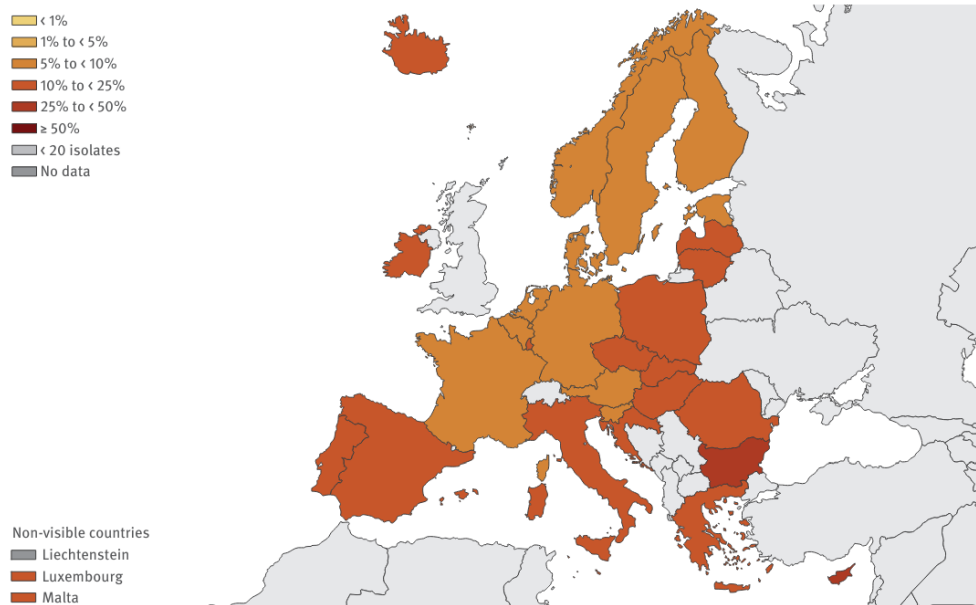 < 1%
1% to < 5%
5% to < 10%
10% to < 25%
25% to < 50%
≥ 50%
< 20 isolates
No data
Non-visible countries
Liechtenstein
Luxembourg
Malta